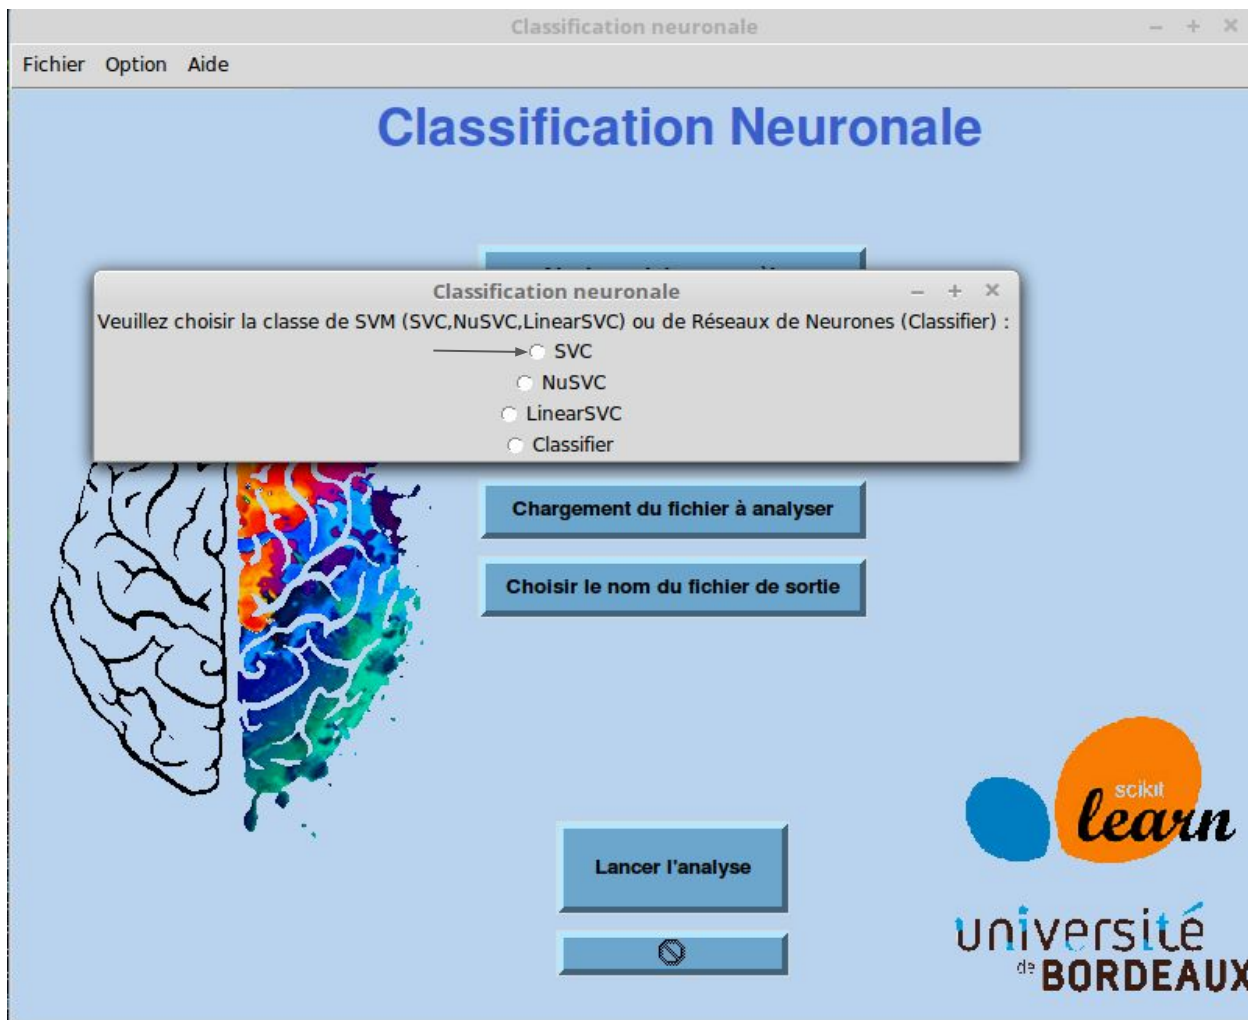 Classification neuronale
Fichier Option Aide
Classification Neuronale
Classification neuronale
Veuillez choisir la classe de SVM (SVC,NuSVC,LinearSVC) ou de Réseaux de Neurones (Classifier) :
SVC
NuSVC
LinearSVC
Classifier
Chargement du fichier à analyser
Choisir le nom du fichier de sortie
Lancer l'analyse
scikit
learn
université
de BORDEAUX